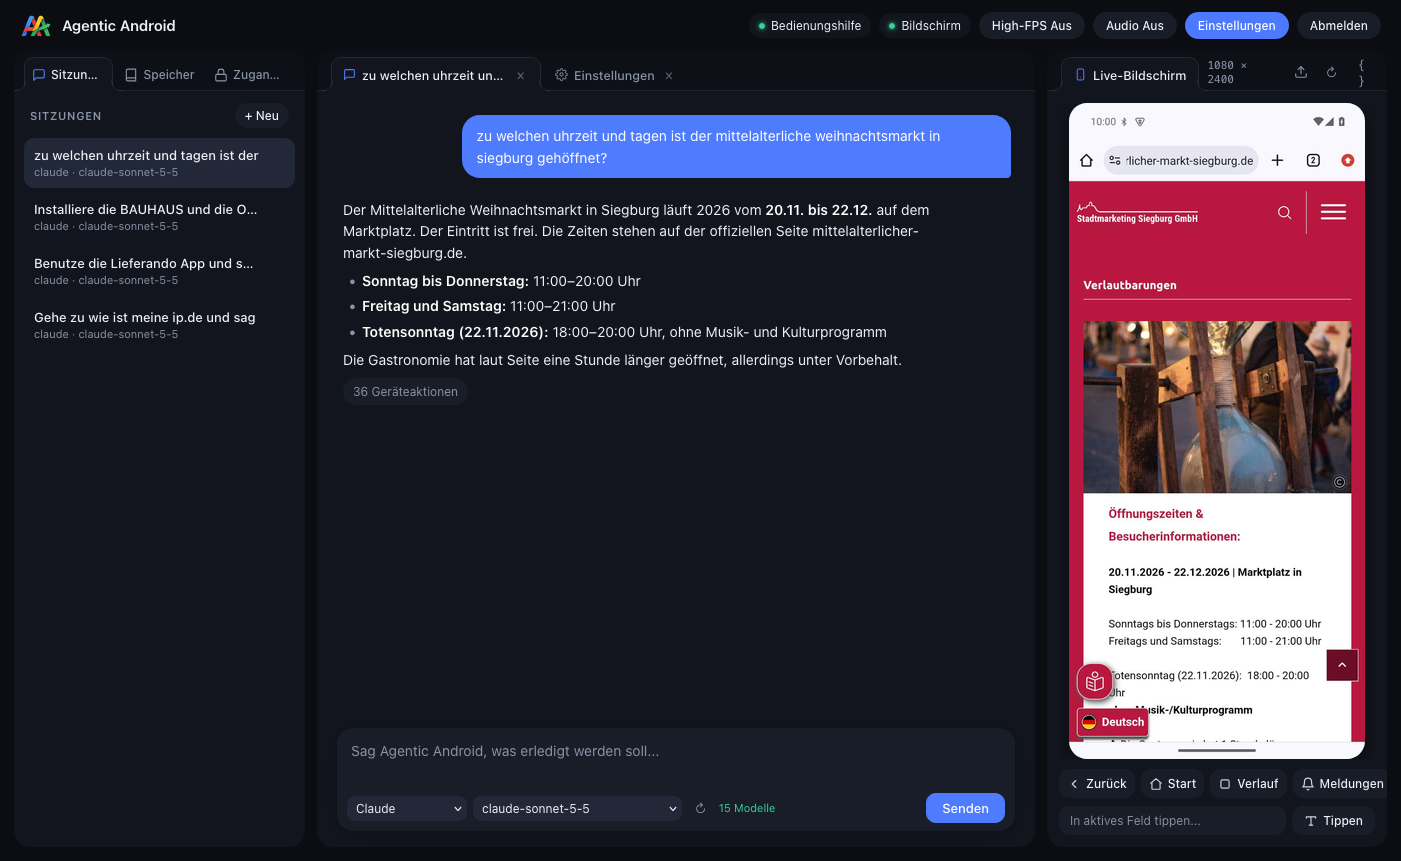 Agentic Android
Bedienungshilfe
Bildschirm
High-FPS Aus
Audio Aus
Einstellungen
Abmelden
Sitzun...
Speicher
Zugan...
SITZUNGEN
+ Neu
zu welchen uhrzeit und tagen ist der
claude · claude-sonnet-5-5
Installiere die BAUHAUS und die O...
claude · claude-sonnet-5-5
Benutze die Lieferando App und s...
claude · claude-sonnet-5-5
Gehe zu wie ist meine ip.de und sag
claude · claude-sonnet-5-5
zu welchen uhrzeit un... ×
Einstellungen ×
zu welchen uhrzeit und tagen ist der mittelalterliche weihnachtsmarkt in
siegburg gehöffnet?
Der Mittelalterliche Weihnachtsmarkt in Siegburg läuft 2026 vom 20.11. bis 22.12. auf dem
Marktplatz. Der Eintritt ist frei. Die Zeiten stehen auf der offiziellen Seite mittelalterlicher-
markt-siegburg.de.
• Sonntag bis Donnerstag: 11:00–20:00 Uhr
• Freitag und Samstag: 11:00–21:00 Uhr
• Totensonntag (22.11.2026): 18:00–20:00 Uhr, ohne Musik- und Kulturprogramm
Die Gastronomie hat laut Seite eine Stunde länger geöffnet, allerdings unter Vorbehalt.
36 Geräteaktionen
Sag Agentic Android, was erledigt werden soll...
Claude
claude-sonnet-5-5
15 Modelle
Senden
Live-Bildschirm
1080 ×
2400
{
}
10:00
rlicher-markt-siegburg.de
2
Stadtmarketing Siegburg GmbH
Verlautbarungen
©
Öffnungszeiten &
Besucherinformationen:
20.11.2026 - 22.12.2026 | Marktplatz in
Siegburg
Sonntags bis Donnerstags: 11:00 - 20:00 Uhr
Freitags und Samstags: 11:00 - 21:00 Uhr
Totensonntag (22.11.2026): 18:00 - 20:00
Uhr
Musik-/Kulturprogramm
Deutsch
Zurück
Start
Verlauf
Meldungen
In aktives Feld tippen...
Tippen